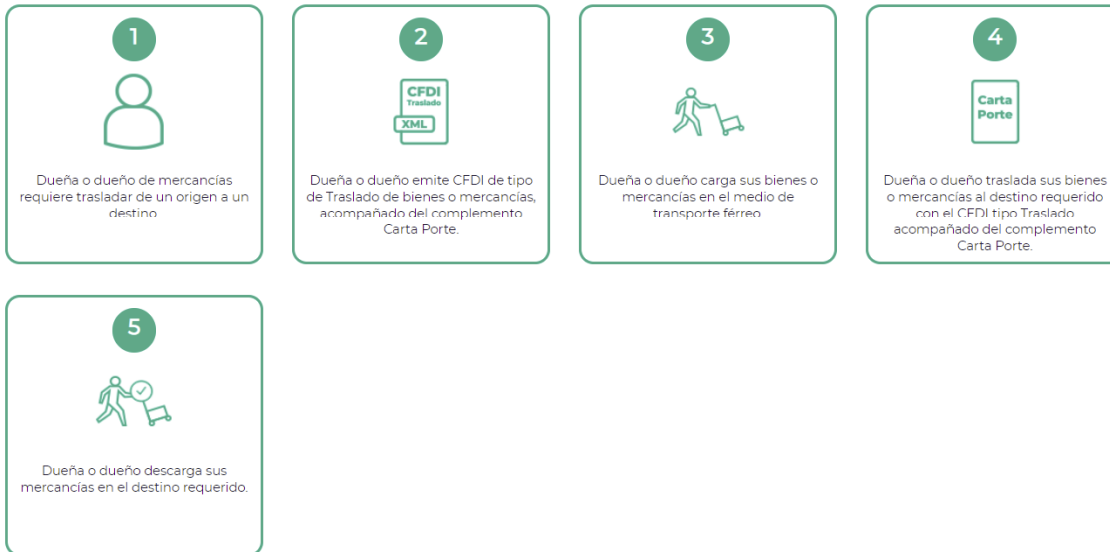 1
Dueña o dueño de mercancías
requiere trasladar de un origen a un
destino
2
CFDI
Traslado
XML
Dueña o dueño emite CFDI de tipo
de Traslado de bienes o mercancías,
acompañado del complemento
Carta Porte.
3
Dueña o dueño carga sus bienes o
mercancías en el medio de
transporte férreo
4
Carta
Porte
Dueña o dueño traslada sus bienes
o mercancías al destino requerido
con el CFDI tipo Traslado
acompañado del complemento
Carta Porte.
5
Dueña o dueño descarga sus
mercancías en el destino requerido.